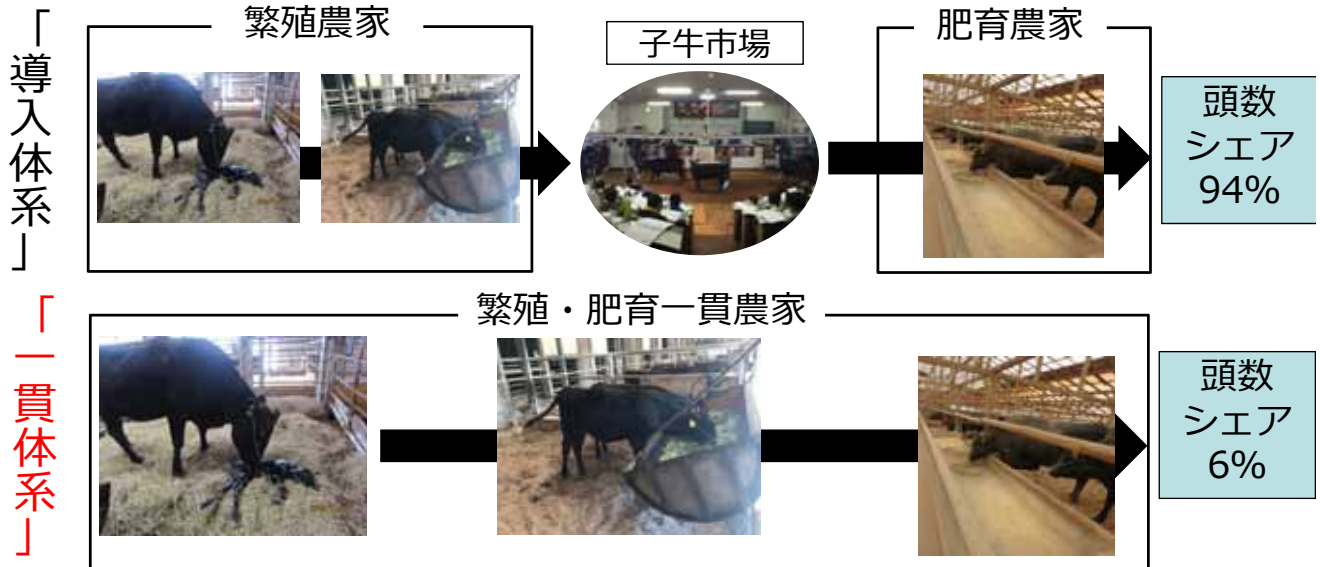 「導入体系」
繁殖農家
子牛市場
肥育農家
頭数
シェア
94%
「一貫体系」
繁殖・肥育一貫農家
頭数
シェア
6%